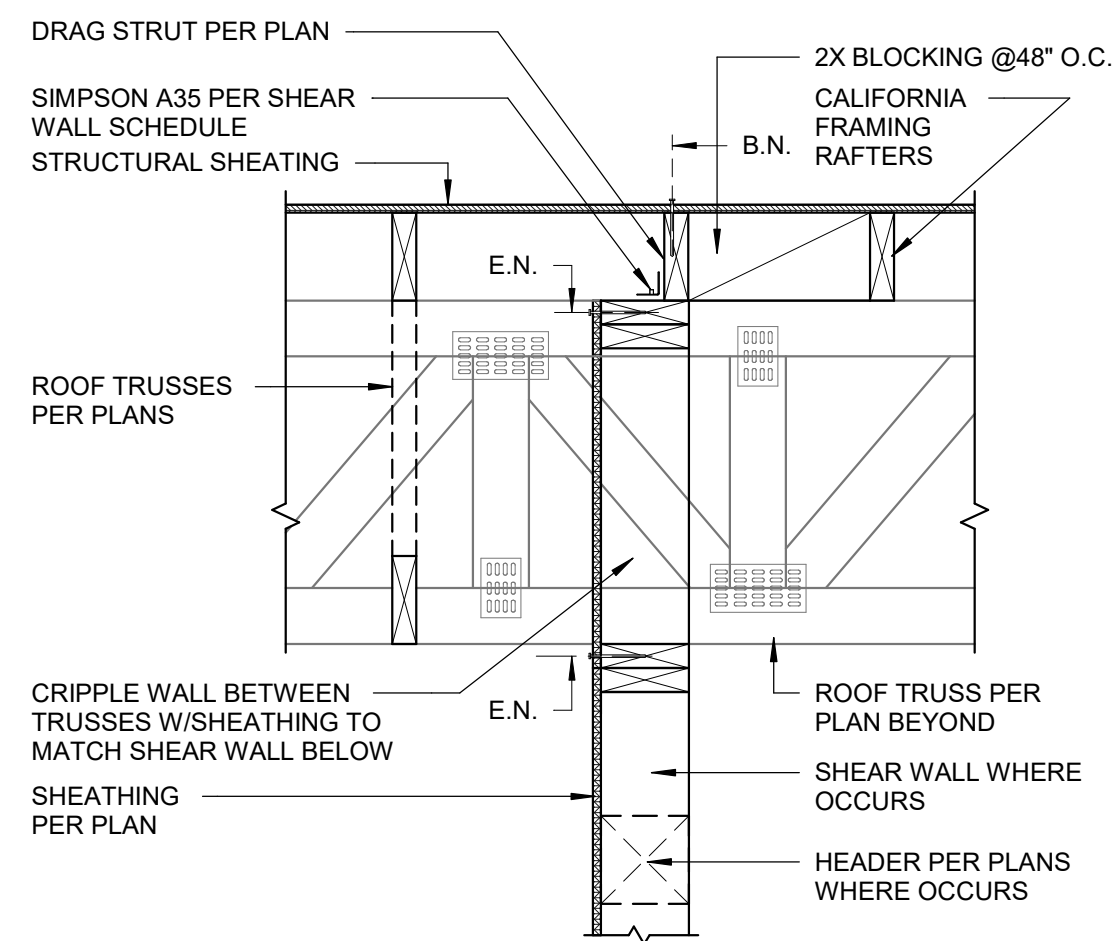 DRAG STRUT PER PLAN
SIMPSON A35 PER SHEAR
WALL SCHEDULE
STRUCTURAL SHEATING
2X BLOCKING @48" O.C.
CALIFORNIA
FRAMING
RAFTERS
B.N.
E.N.
ROOF TRUSSES
PER PLANS
CRIPPLE WALL BETWEEN
TRUSSES W/SHEATHING TO
MATCH SHEAR WALL BELOW
E.N.
SHEATHING
PER PLAN
ROOF TRUSS PER
PLAN BEYOND
SHEAR WALL WHERE
OCCURS
HEADER PER PLANS
WHERE OCCURS